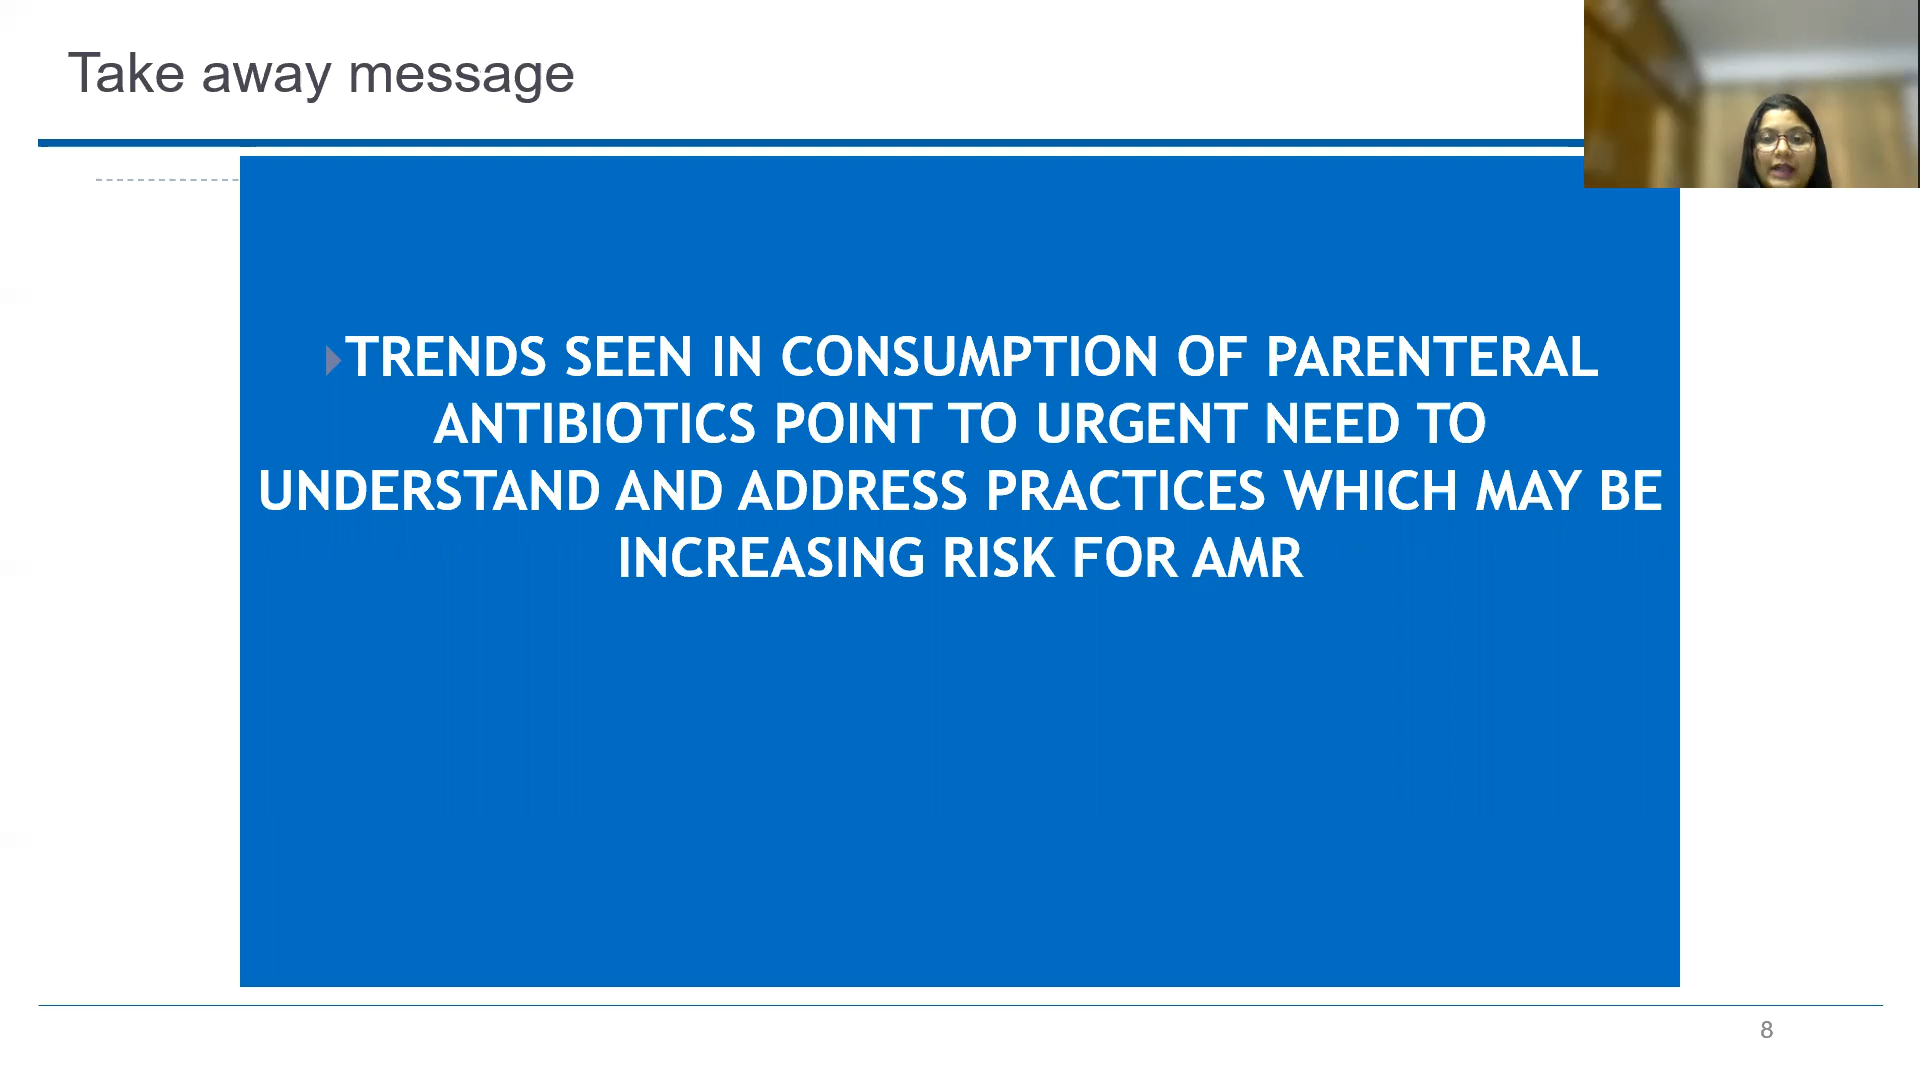 Take away message
TRENDS SEEN IN CONSUMPTION OF PARENTERAL
ANTIBIOTICS POINT TO URGENT NEED TO
UNDERSTAND AND ADDRESS PRACTICES WHICH MAY BE
INCREASING RISK FOR AMR
8